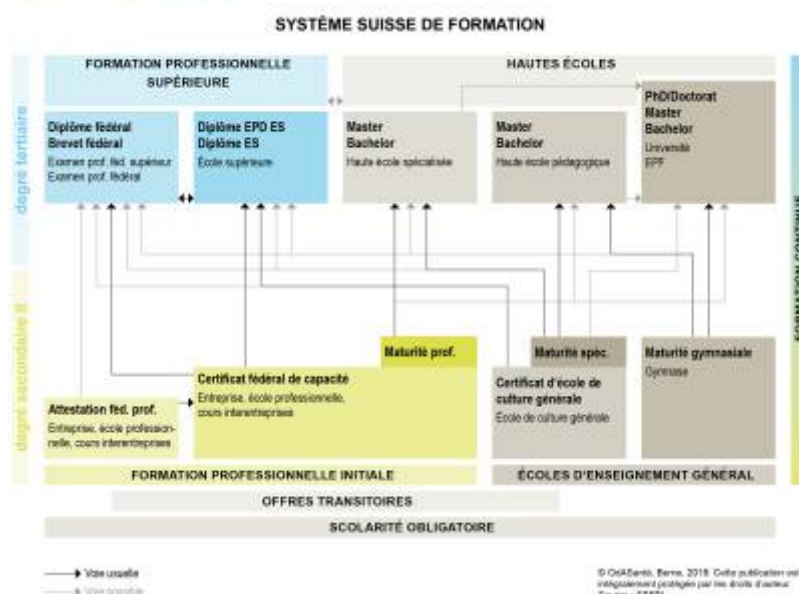 SYSTÈME SUISSE DE FORMATION
FORMATION PROFESSIONNELLE
SUPÉRIEURE
HAUTES ÉCOLES
degré tertiaire
Diplôme fédéral
Brevet fédéral
Examen prof. féd. supérieur
Examen prof. fédéral
Diplôme EPD ES
Diplôme ES
École supérieure
Master
Bachelor
Haute école spécialisée
Master
Bachelor
Haute école pédagogique
PhD/Doctorat
Master
Bachelor
Université
EPF
FORMATION CONTINUE
degré secondaire II
Maturité prof.
Maturité spéc.
Maturité gymnasiale
Gymnase
Certificat fédéral de capacité
Entreprise, école professionnelle,
cours interentreprises
Certificat d'école de
culture générale
École de culture générale
Attestation féd. prof.
Entreprise, école profession-
nelle, cours interentreprises
FORMATION PROFESSIONNELLE INITIALE
ÉCOLES D'ENSEIGNEMENT GÉNÉRAL
OFFRES TRANSITOIRES
SCOLARITÉ OBLIGATOIRE
Voie usuelle
Voie possible
© OdASanté, Berne, 2019. Cette publication est
intégralement protégée par les droits d'auteur.